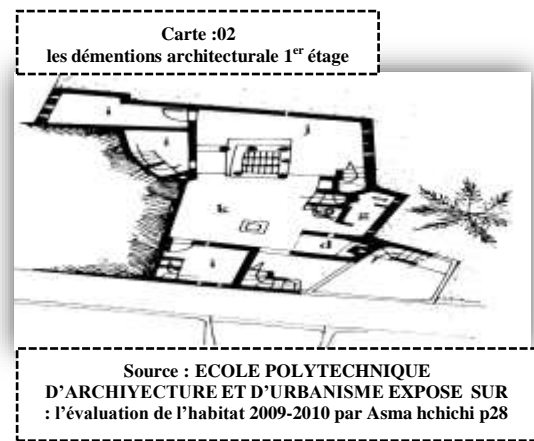 Carte :02
les démentions architecturale 1er étage
i
j
i
k
g
d
i
Source : ECOLE POLYTECHNIQUE
D'ARCHIYECTURE ET D'URBANISME EXPOSE SUR
: l'évaluation de l'habitat 2009-2010 par Asma hchichi p28